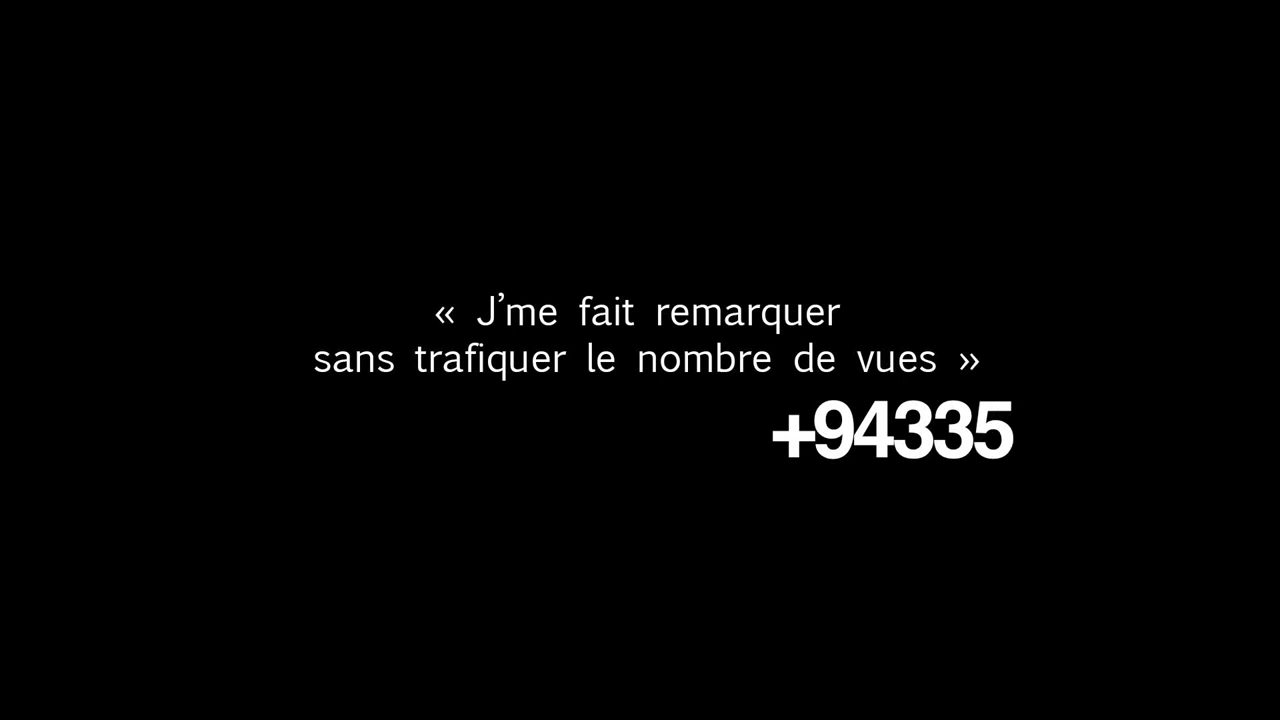 « J’me fait remarquer
sans trafiquer le nombre de vues »
+94335